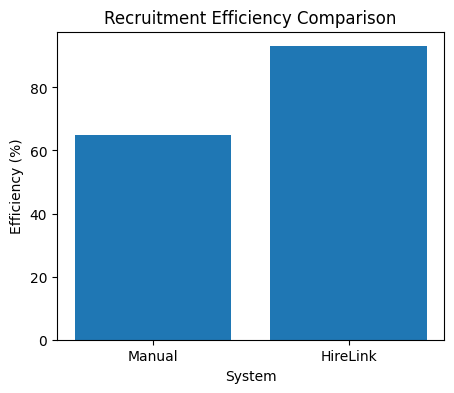 Recruitment Efficiency Comparison
Efficiency (%)
80
60
40
20
0
Manual HireLink
System